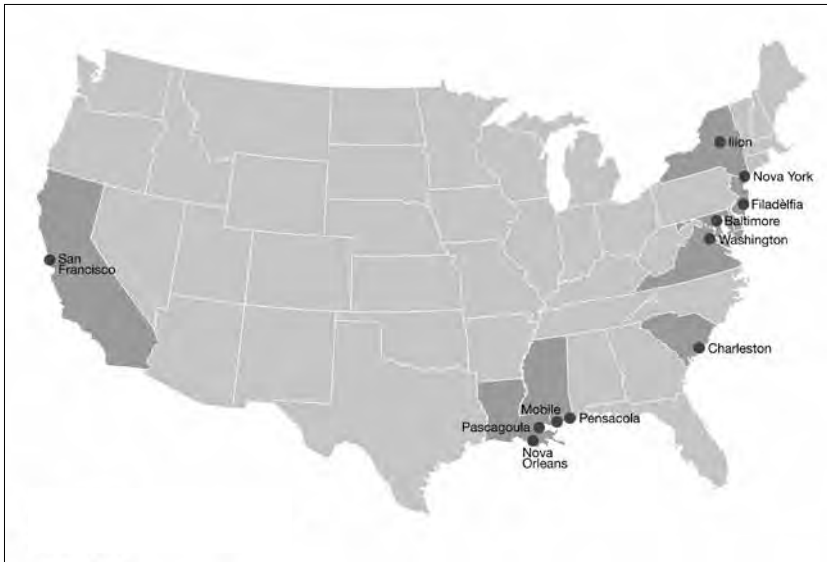 Ilion
Nova York
Filadèlfia
Baltimore
Washington
San
Francisco
Charleston
Mobile
Pensacola
Pascagoula
Nova
Orleans